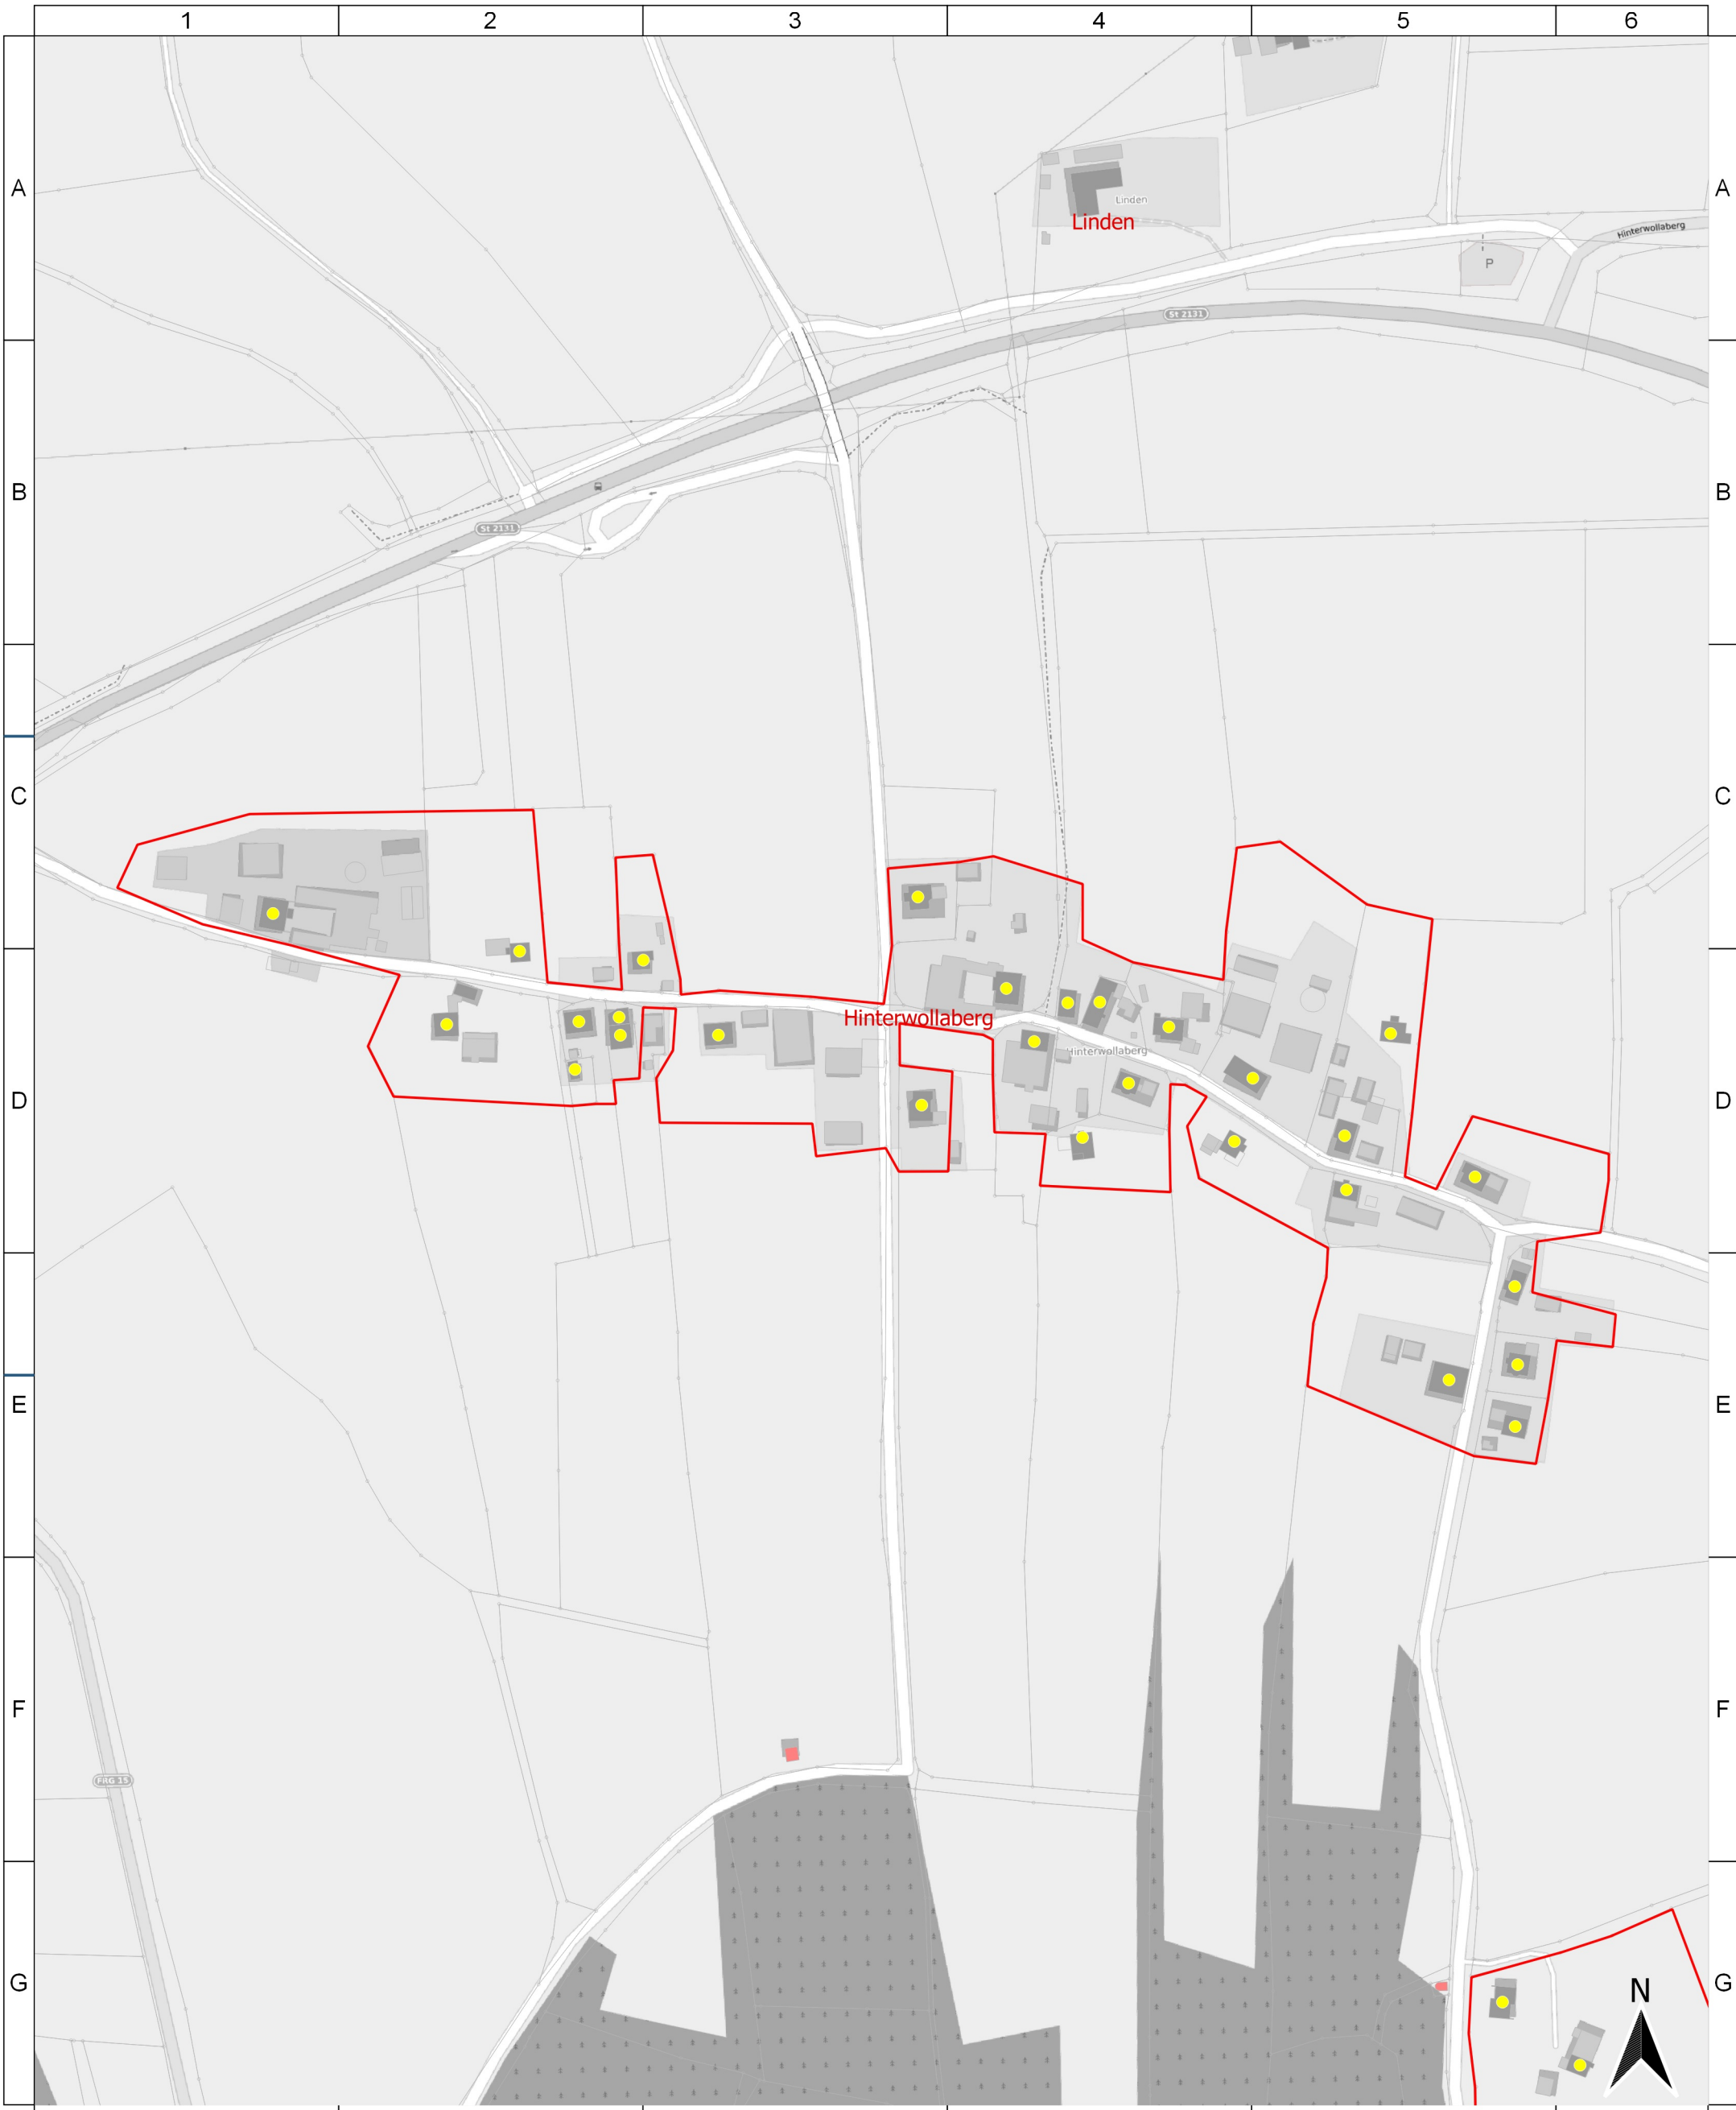 1 2 3 4 5 6
A A
Linden
Linden
Hinterwollaberg
P
St 2131
B B
St 2131
C C
Hinterwollaberg
Hinterwollaberg
D D
E E
F F
FRG 15
G G
N